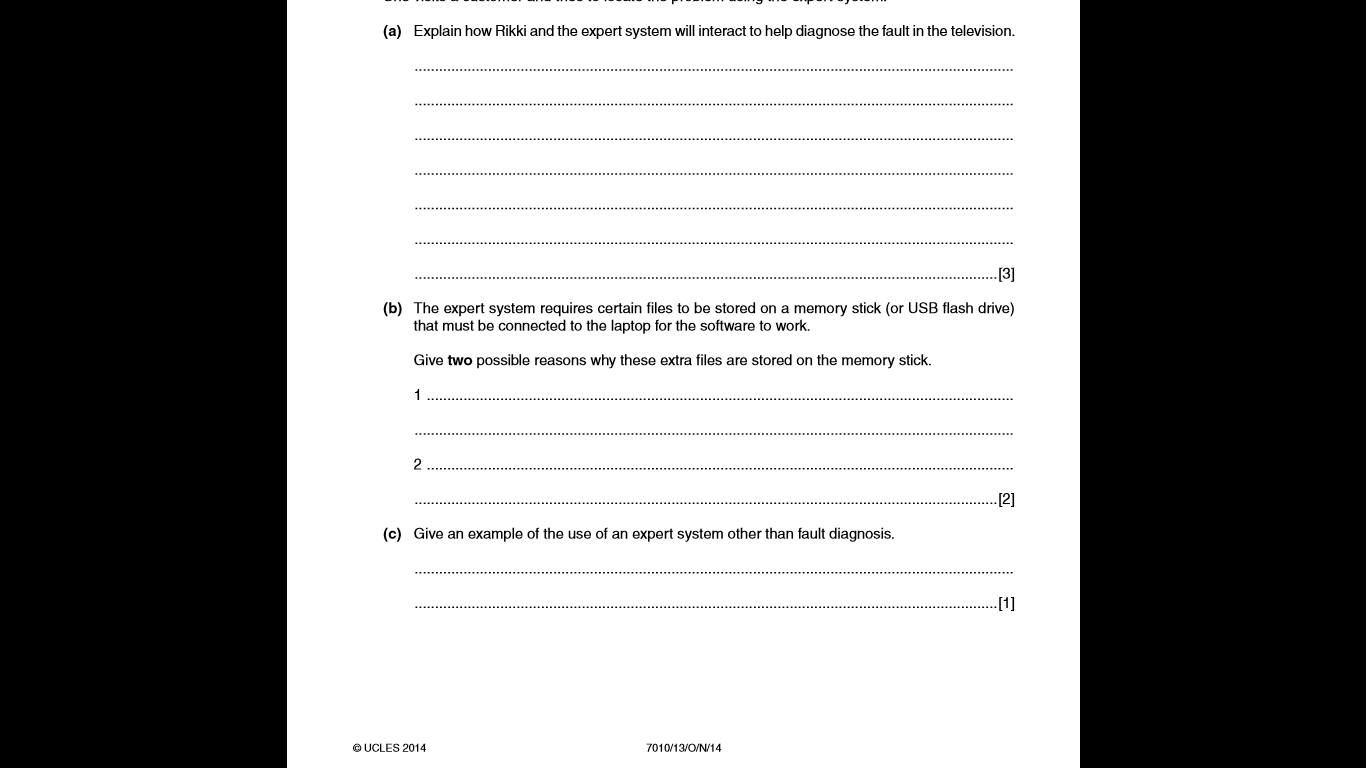 (a) Explain how Rikki and the expert system will interact to help diagnose the fault in the television.
[3]
(b) The expert system requires certain files to be stored on a memory stick (or USB flash drive)
that must be connected to the laptop for the software to work.
Give two possible reasons why these extra files are stored on the memory stick.
1
2
[2]
(c) Give an example of the use of an expert system other than fault diagnosis.
[1]
© UCLES 2014 7010/13/O/N/14